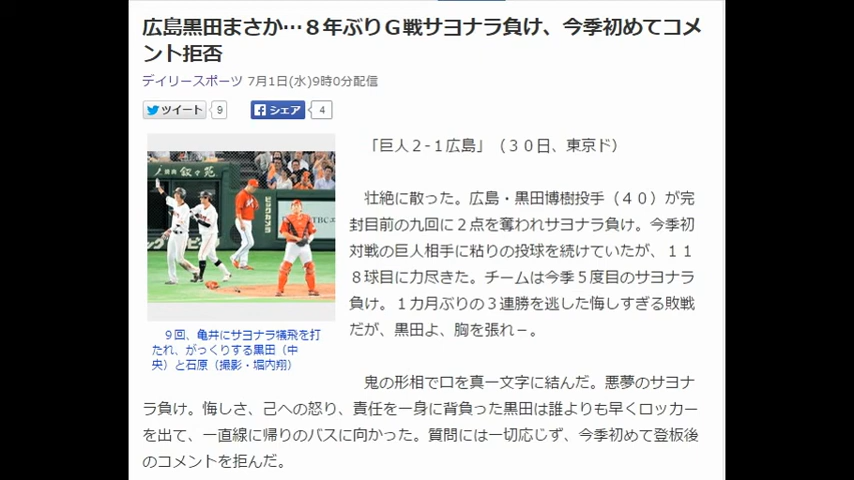 広島黒田まさか…８年ぶりＧ戦サヨナラ負け、今季初めてコメ
ント拒否
デイリースポーツ 7月1日(水)9時0分配信
ツイート 9 シェア 4
「巨人２-１広島」（３０日、東京ド）
壮絶に散った。広島・黒田博樹投手（４０）が完
封目前の九回に２点を奪われサヨナラ負け。今季初
対戦の巨人相手に粘りの投球を続けていたが、１１
８球目に力尽きた。チームは今季５度目のサヨナラ
負け。１カ月ぶりの３連勝を逃した悔しすぎる敗戦
だが、黒田よ、胸を張れ－。
叙々苑
ビックカメラ
TBC
９回、亀井にサヨナラ犠飛を打
たれ、がっくりする黒田（中
央）と石原（撮影・堀内翔）
鬼の形相で口を真一文字に結んだ。悪夢のサヨナ
ラ負け。悔しさ、己への怒り、責任を一身に背負った黒田は誰よりも早くロッカー
を出て、一直線に帰りのバスに向かった。質問には一切応じず、今季初めて登板後
のコメントを拒んだ。